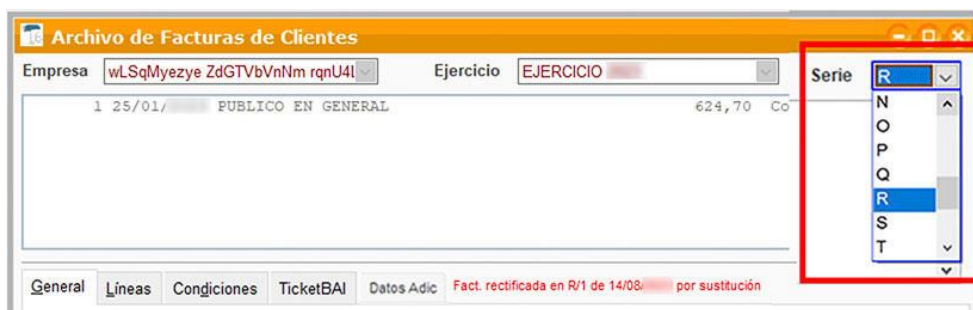 Archivo de Facturas de Clientes
Empresa wLSqMyezye ZdGTVbVnNm rqnU4L Ejercicio EJERCICIO Serie R
1 25/01/ PUBLICO EN GENERAL 624,70 Co
N
O
P
Q
R
S
T
General Líneas Condiciones TicketBAI Datos Adic Fact. rectificada en R/1 de 14/08/ por sustitución